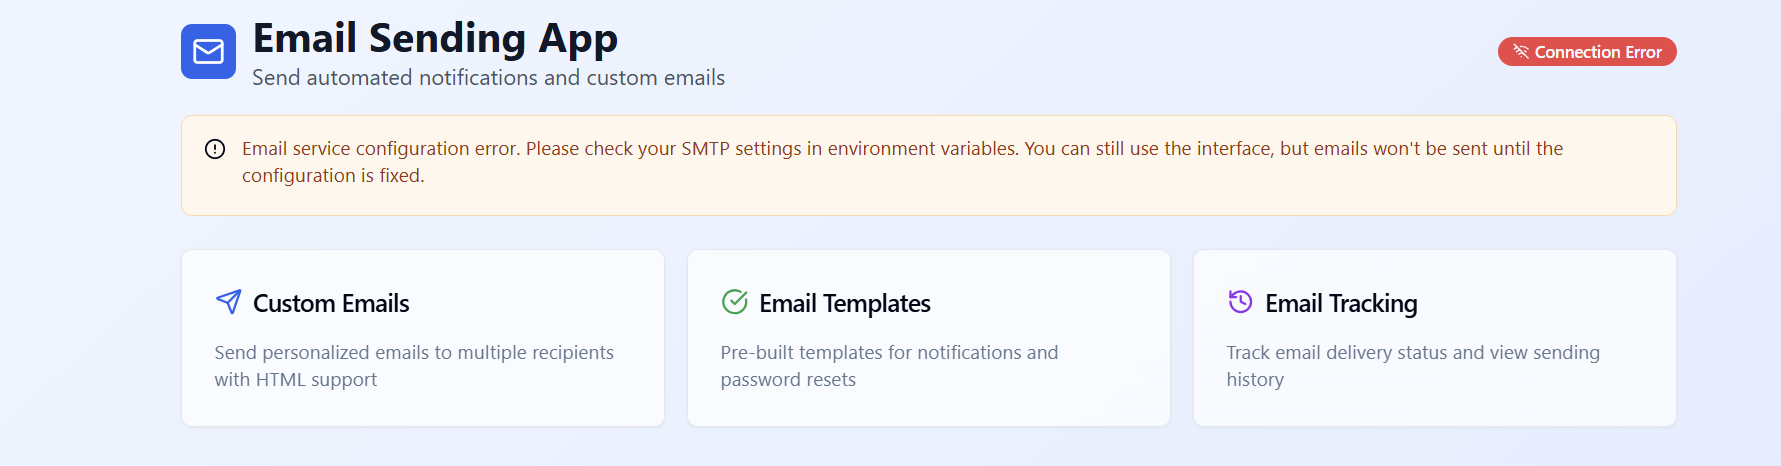 Email Sending App
Send automated notifications and custom emails
Connection Error
Email service configuration error. Please check your SMTP settings in environment variables. You can still use the interface, but emails won't be sent until the
configuration is fixed.
Custom Emails
Send personalized emails to multiple recipients
with HTML support
Email Templates
Pre-built templates for notifications and
password resets
Email Tracking
Track email delivery status and view sending
history